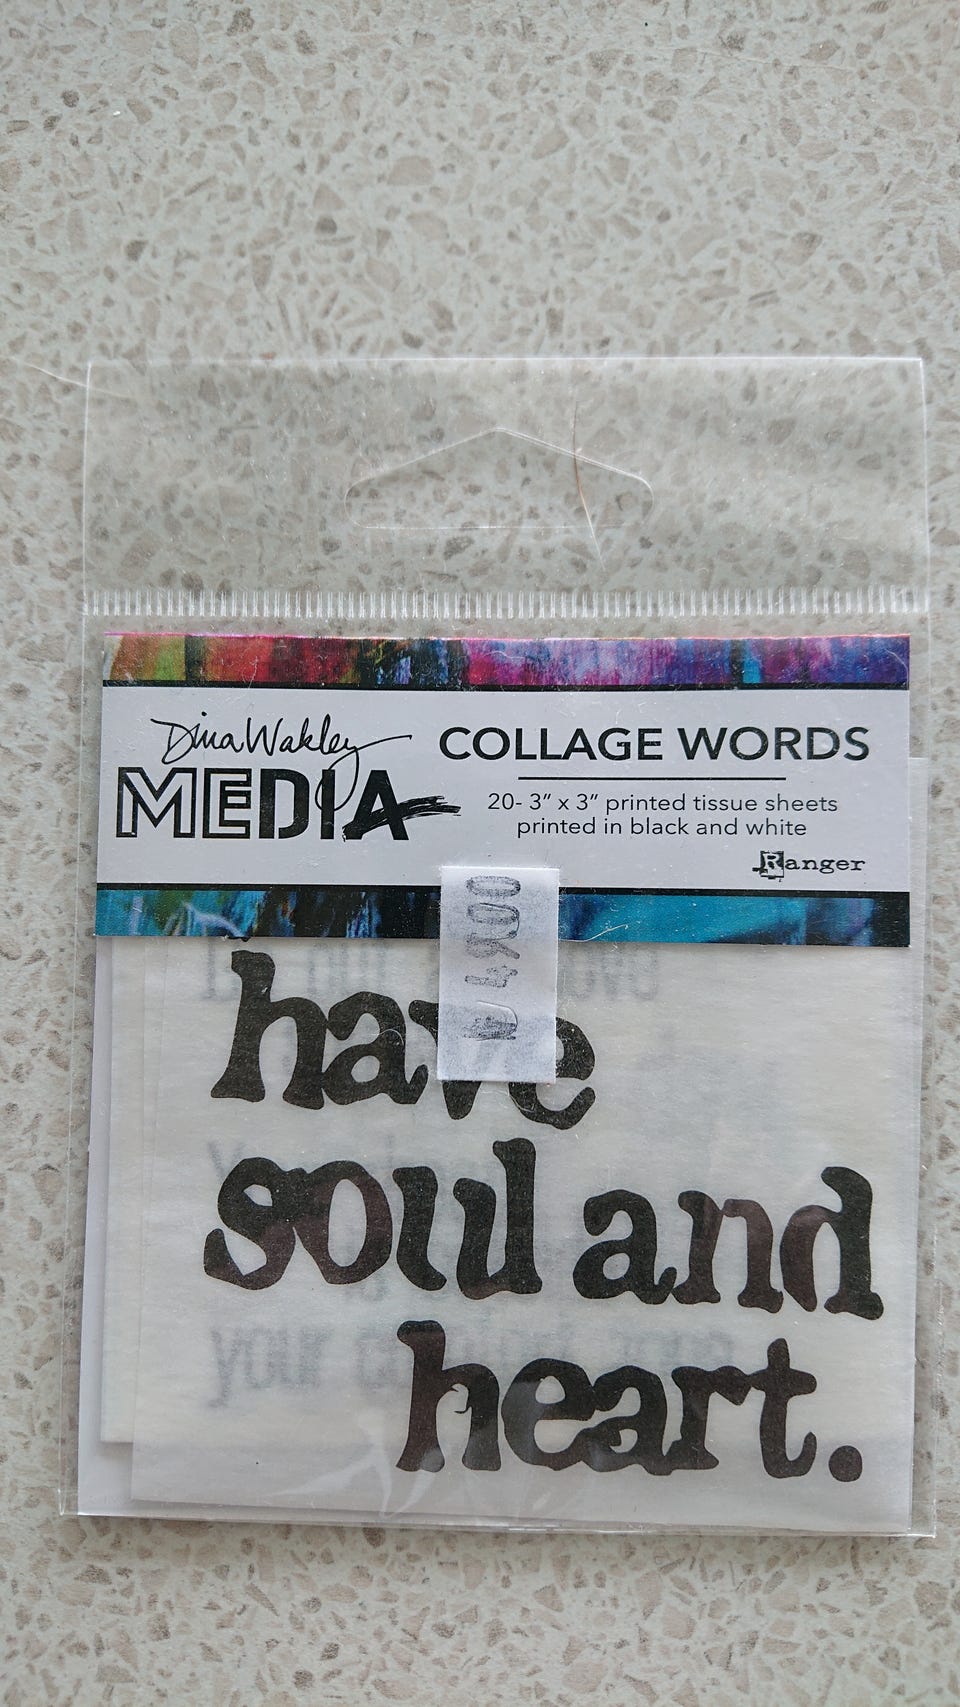 Dina Wakley
MEDIA
COLLAGE WORDS
20- 3″ x 3″ printed tissue sheets
printed in black and white
Ranger
have
soul and
heart.
your